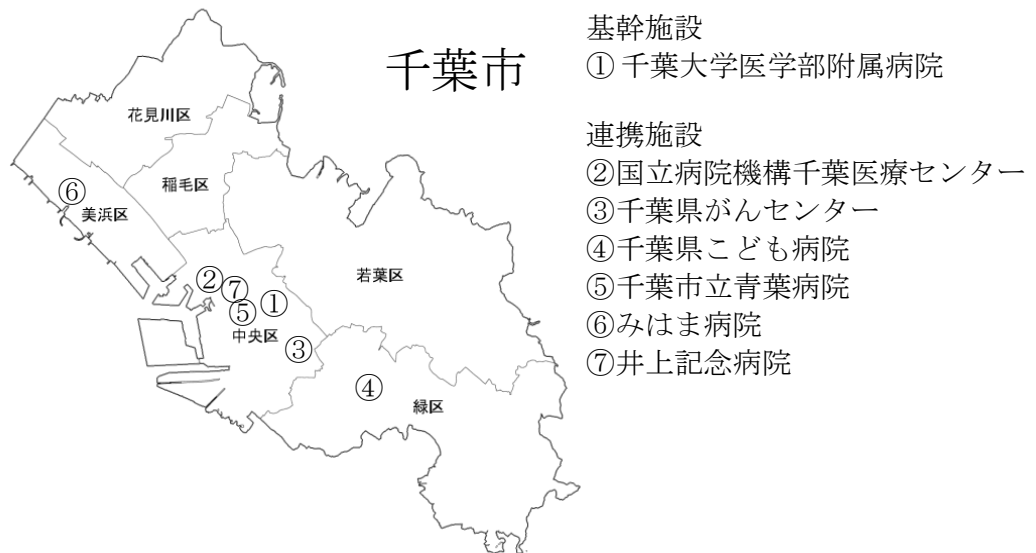 千葉市
基幹施設
① 千葉大学医学部附属病院
連携施設
②国立病院機構千葉医療センター
③千葉県がんセンター
④千葉県こども病院
⑤千葉市立青葉病院
⑥みはま病院
⑦井上記念病院
花見川区
稲毛区
⑥
美浜区
若葉区
②
⑦
①
⑤
中央区
③
④
緑区